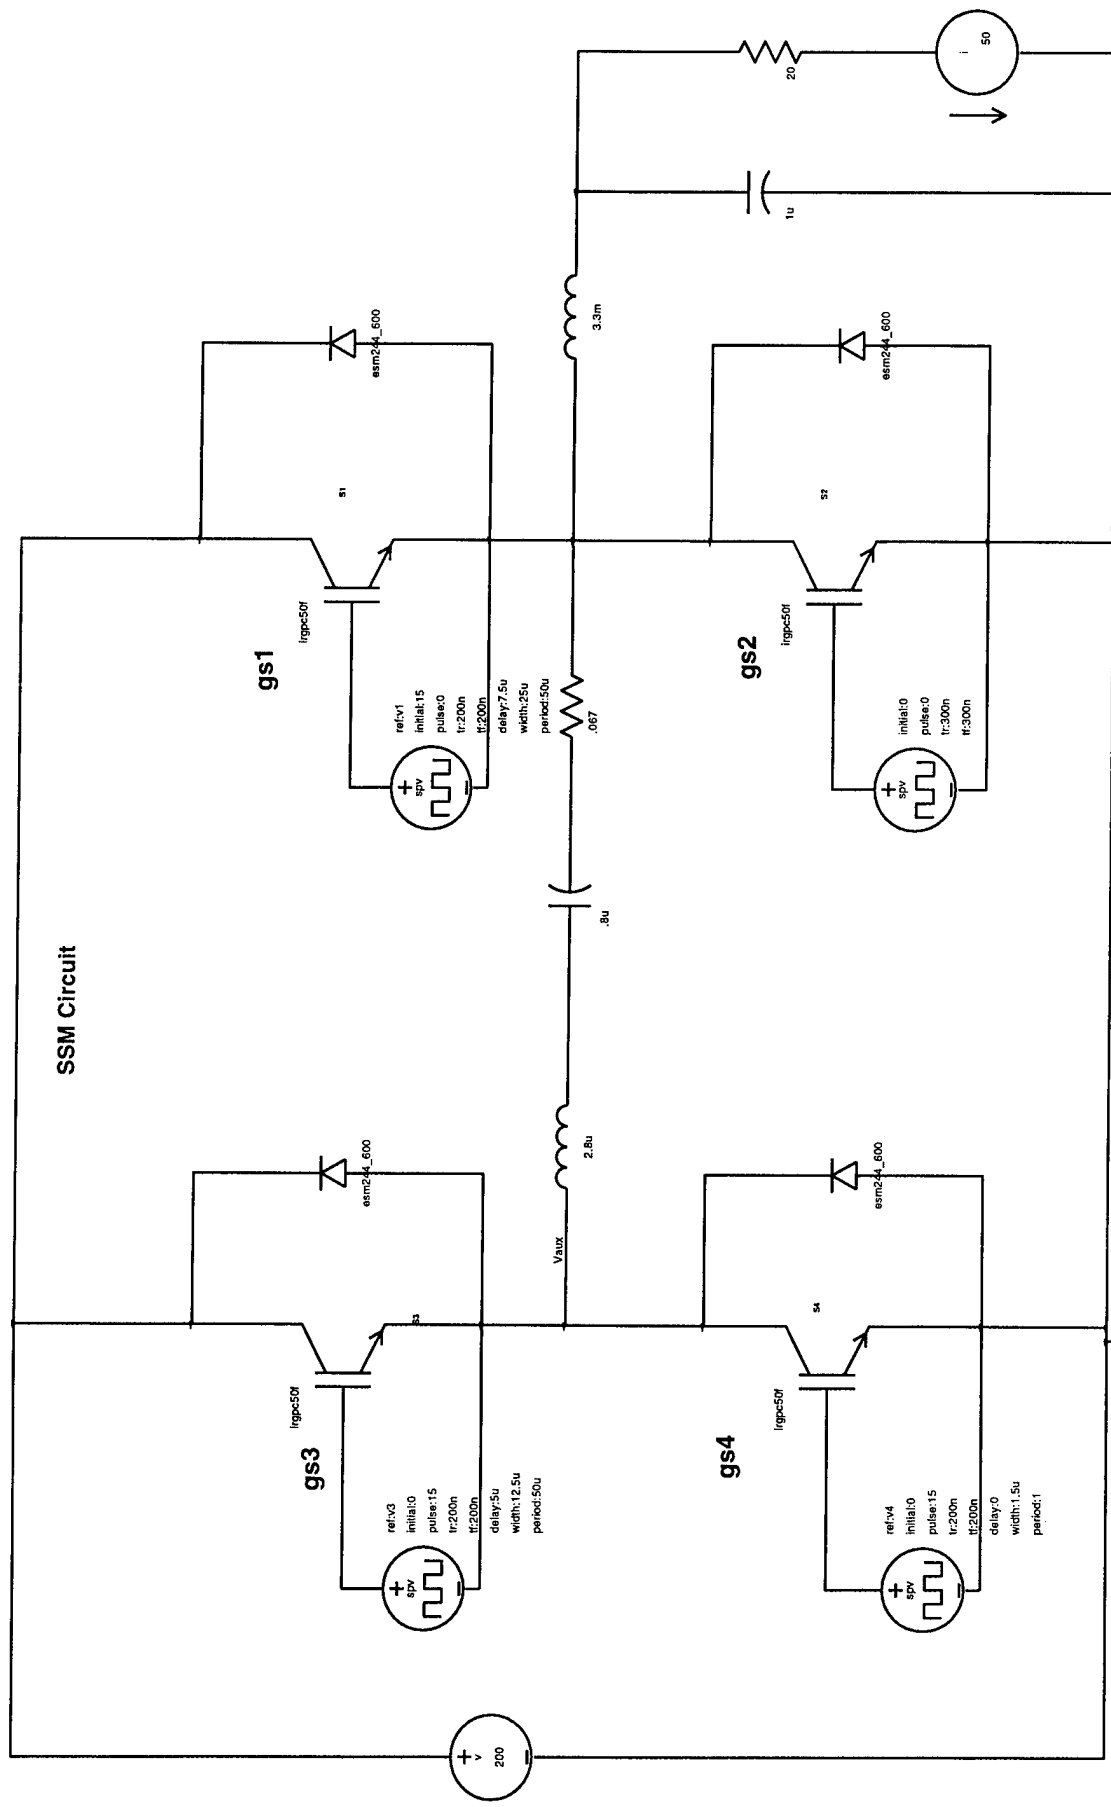 SSM Circuit
+
v
200
−
gs3
irgpc50f
S3
esm244_600
+
spv
−
ref:v3
initial:0
pulse:15
tr:200n
tf:200n
delay:5u
width:12.5u
period:50u
gs4
irgpc50f
S4
esm244_600
+
spv
−
ref:v4
initial:0
pulse:15
tr:200n
tf:200n
delay:0
width:1.5u
period:1
Vaux
2.8u
.8u
.067
gs1
irgpc50f
S1
esm244_600
+
spv
−
ref:v1
initial:15
pulse:0
tr:200n
tf:200n
delay:7.5u
width:25u
period:50u
gs2
irgpc50f
S2
esm244_600
+
spv
−
initial:0
pulse:0
tr:300n
tf:300n
3.3m
1u
20
i
50